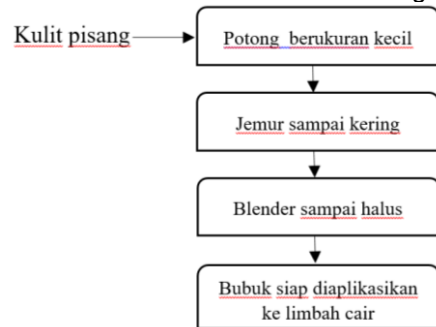 Kulit pisang
Potong berukuran kecil
Jemur sampai kering
Blender sampai halus
Bubuk siap diaplikasikan
ke limbah cair